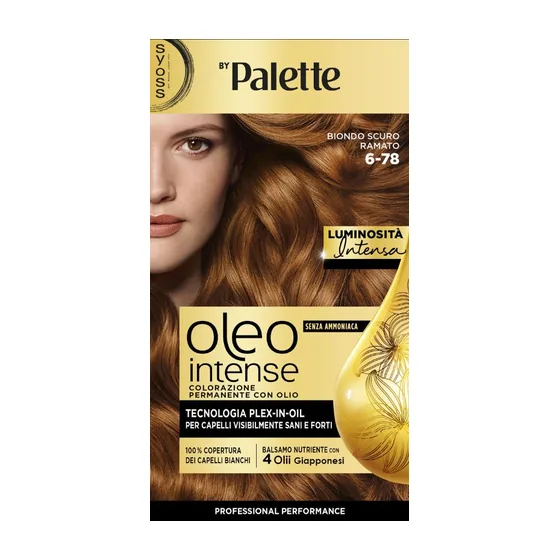 syoss
BY Palette
BIONDO SCURO
RAMATO
6-78
LUMINOSITÀ
Intensa
SENZA AMMONIACA
oleo
intense
COLORAZIONE
PERMANENTE CON OLIO
TECNOLOGIA PLEX-IN-OIL
PER CAPELLI VISIBILMENTE SANI E FORTI
100% COPERTURA
DEI CAPELLI BIANCHI
BALSAMO NUTRIENTE CON
4 Olii Giapponesi
PROFESSIONAL PERFORMANCE